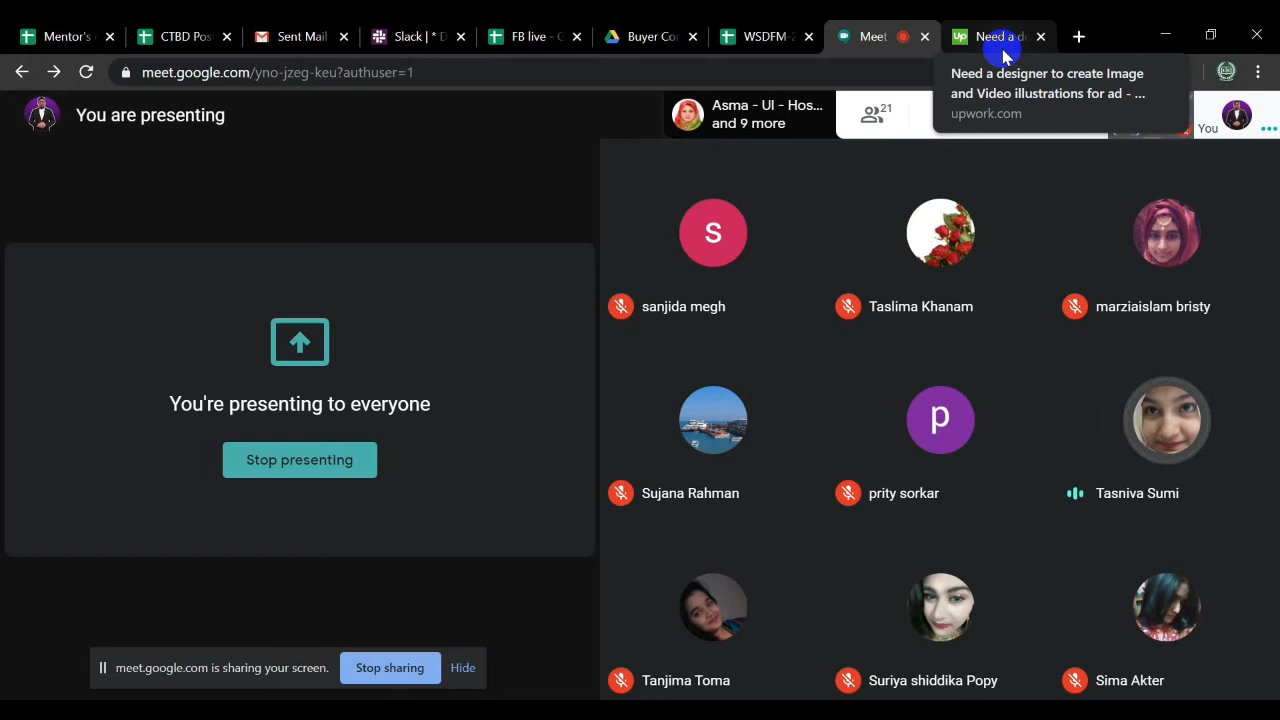 Mentor's
CTBD Pos
Sent Mail
Slack | * D
FB live - G
Buyer Co
WSDFM-2
Meet
up Need a de
meet.google.com/yno-jzeg-keu?authuser=1
Need a designer to create Image
and Video illustrations for ad - ...
upwork.com
You are presenting
Asma - UI - Hos...
and 9 more
21
You
s
sanjida megh
Taslima Khanam
marziaislam bristy
You're presenting to everyone
Stop presenting
p
Sujana Rahman
prity sorkar
Tasniva Sumi
meet.google.com is sharing your screen.
Stop sharing
Hide
Tanjima Toma
Suriya shiddika Popy
Sima Akter